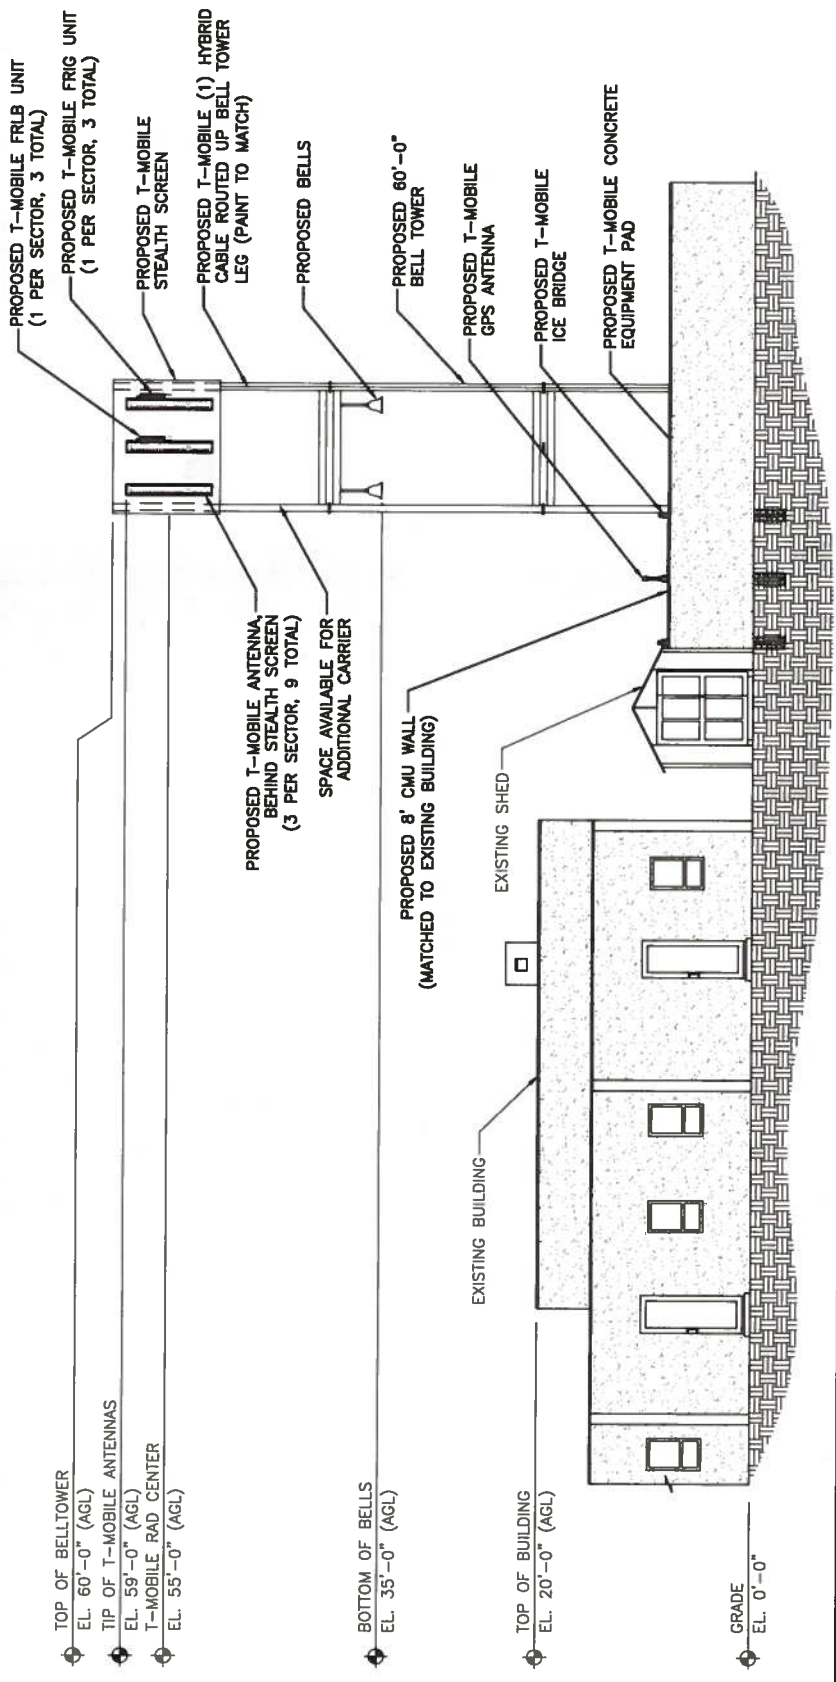 TOP OF BELLTOWER
EL. 60'-0" (AGL)
TIP OF T-MOBILE ANTENNAS
EL. 59'-0" (AGL)
T-MOBILE RAD CENTER
EL. 55'-0" (AGL)
BOTTOM OF BELLS
EL. 35'-0" (AGL)
TOP OF BUILDING
EL. 20'-0" (AGL)
GRADE
EL. 0'-0"
EXISTING BUILDING
EXISTING SHED
PROPOSED 8' CMU WALL
(MATCHED TO EXISTING BUILDING)
PROPOSED T-MOBILE ANTENNA,
BEHIND STEALTH SCREEN
(3 PER SECTOR, 9 TOTAL)
SPACE AVAILABLE FOR
ADDITIONAL CARRIER
PROPOSED T-MOBILE FRLB UNIT
(1 PER SECTOR, 3 TOTAL)
PROPOSED T-MOBILE FRIG UNIT
(1 PER SECTOR, 3 TOTAL)
PROPOSED T-MOBILE
STEALTH SCREEN
PROPOSED T-MOBILE (1) HYBRID
CABLE ROUTED UP BELL TOWER
LEG (PAINT TO MATCH)
PROPOSED BELLS
PROPOSED 60'-0"
BELL TOWER
PROPOSED T-MOBILE
GPS ANTENNA
PROPOSED T-MOBILE
ICE BRIDGE
PROPOSED T-MOBILE CONCRETE
EQUIPMENT PAD